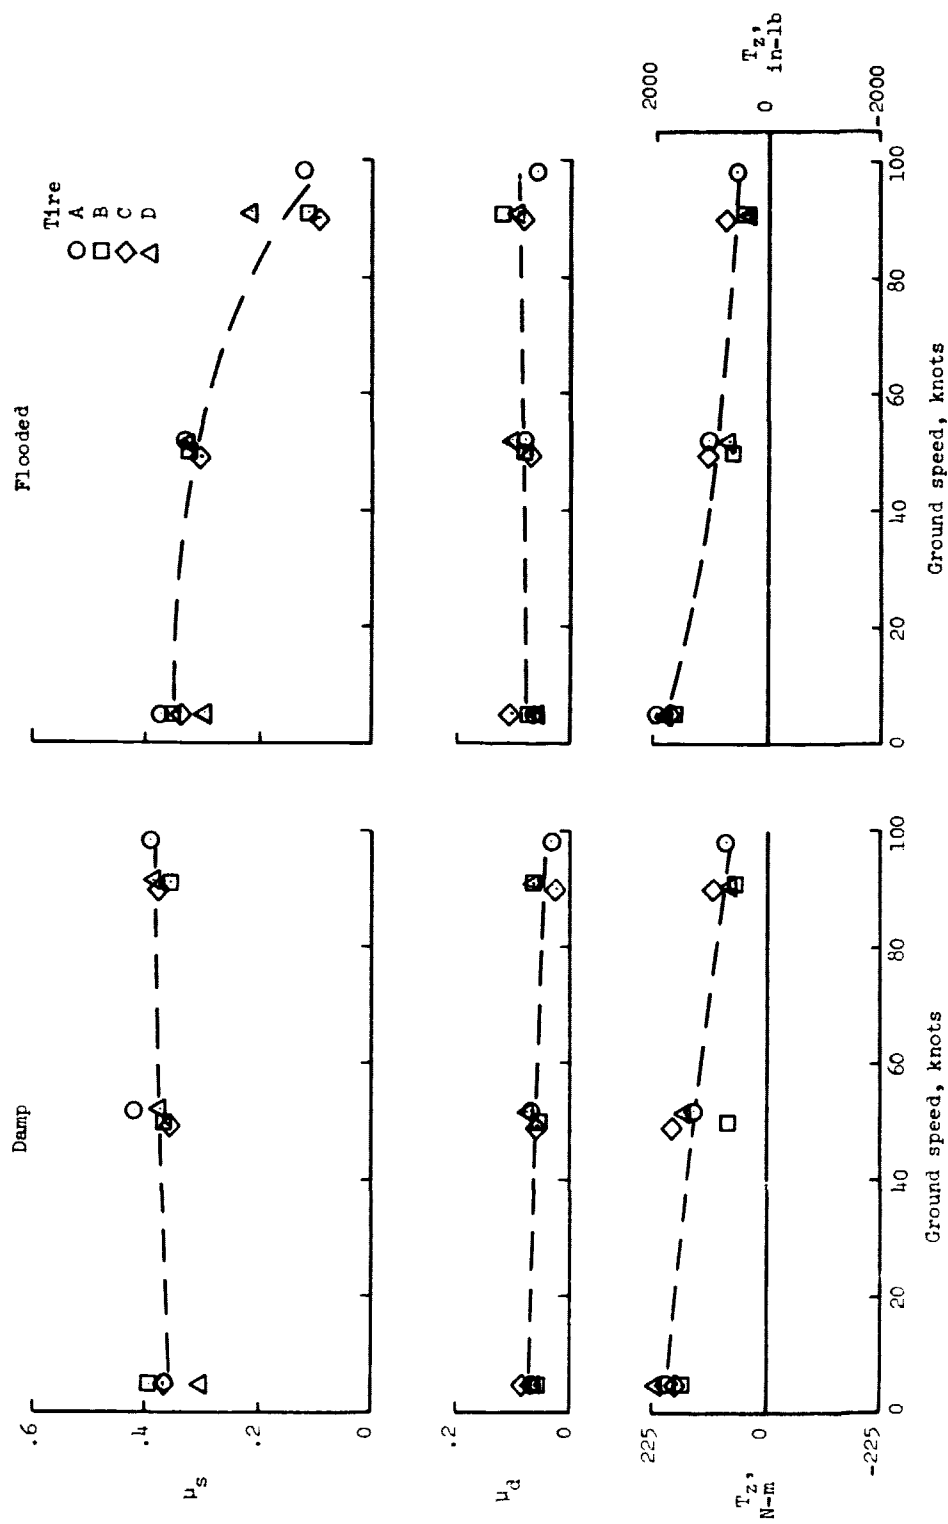 Damp
Flooded
Tire
A
B
C
D
.6
.4
.2
0
μs
.2
0
μd
225
0
-225
Tz,
N-m
2000
0
-2000
Tz,
in-lb
0
20
40
60
80
100
Ground speed, knots
0
20
40
60
80
100
Ground speed, knots